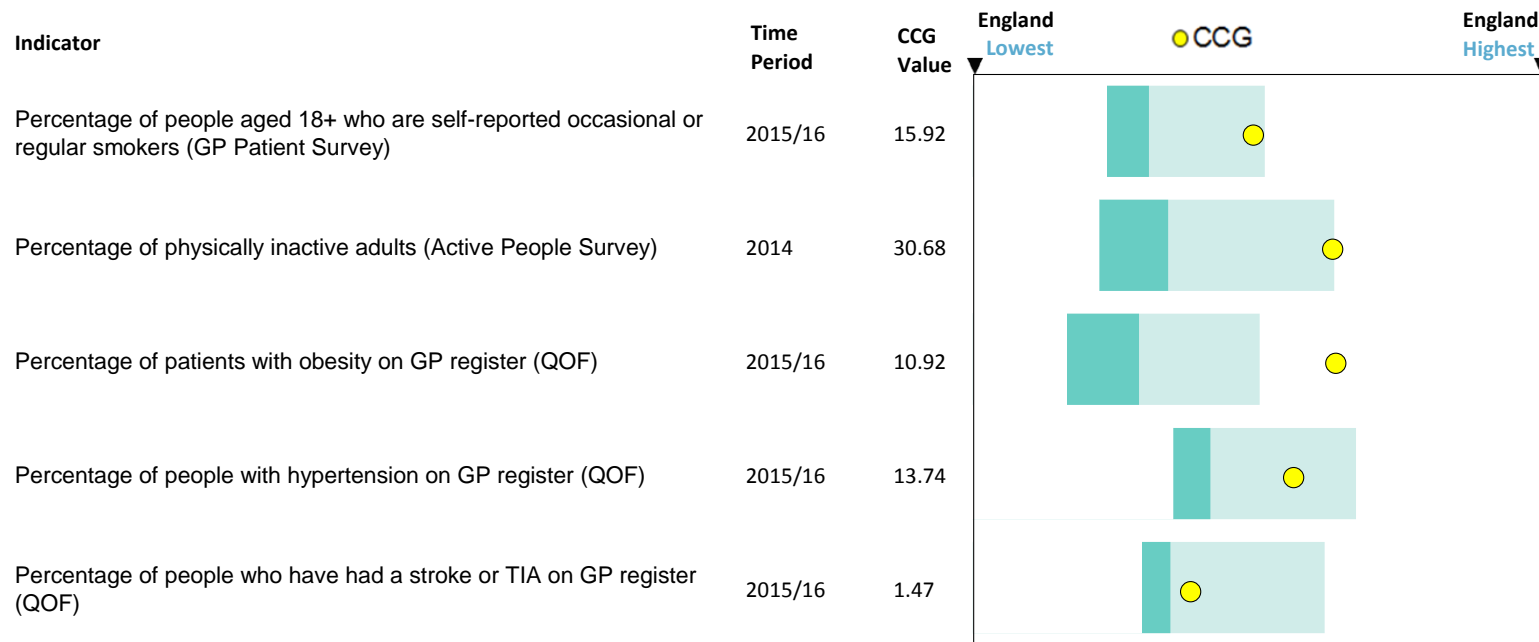 Indicator
Time
Period
CCG
Value
England
Lowest
CCG
England
Highest
Percentage of people aged 18+ who are self-reported occasional or
regular smokers (GP Patient Survey)
2015/16
15.92
Percentage of physically inactive adults (Active People Survey)
2014
30.68
Percentage of patients with obesity on GP register (QOF)
2015/16
10.92
Percentage of people with hypertension on GP register (QOF)
2015/16
13.74
Percentage of people who have had a stroke or TIA on GP register
(QOF)
2015/16
1.47